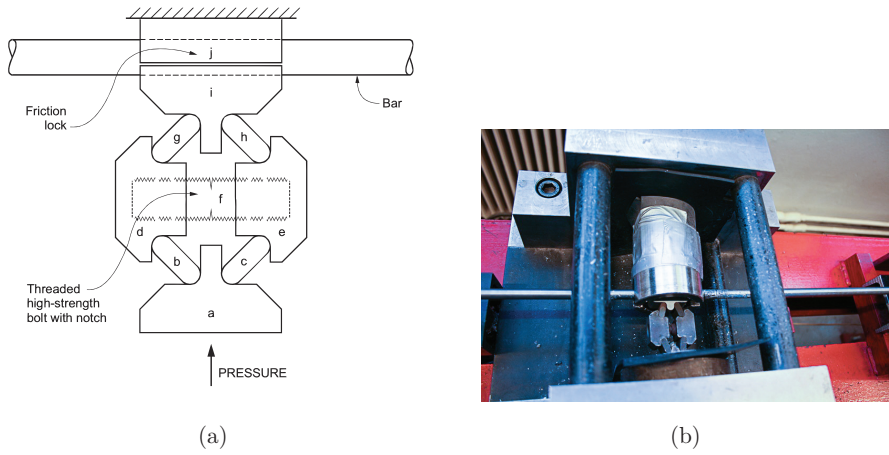 j
i
Friction
lock
Bar
g
h
f
d
e
b
c
Threaded
high-strength
bolt with notch
a
PRESSURE
(a)
(b)